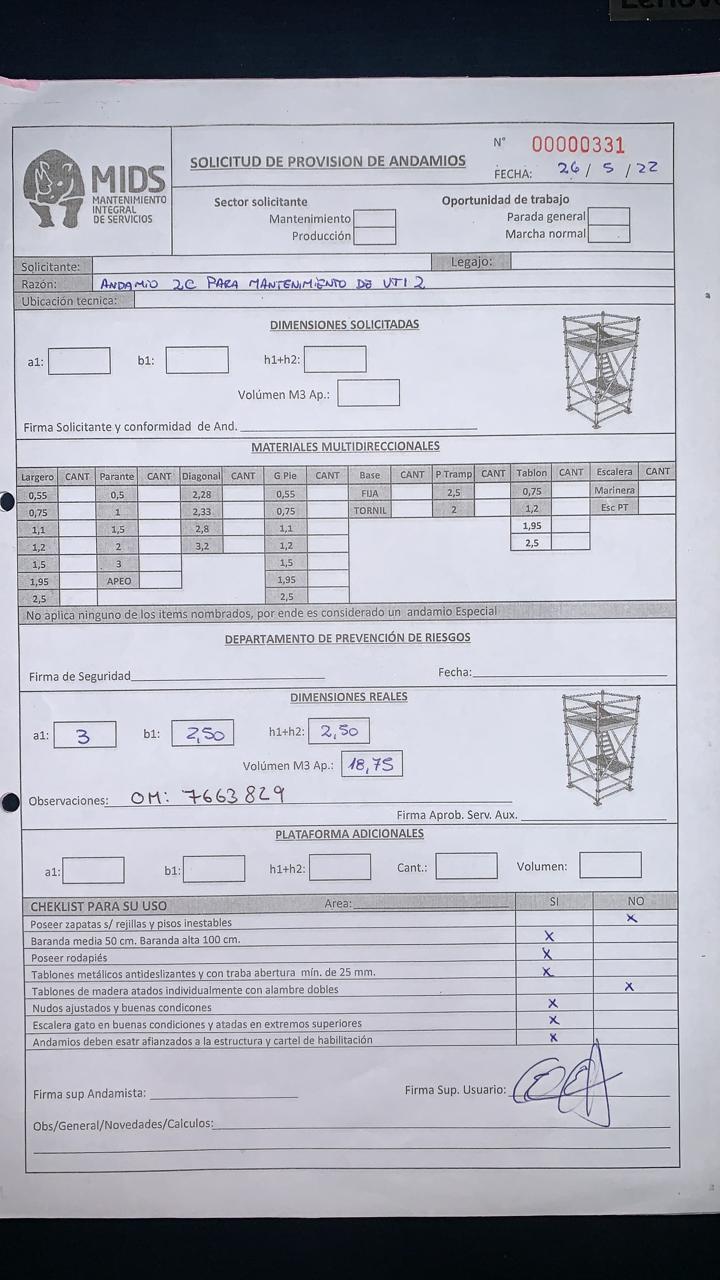 Lenovo
MIDS
MANTENIMIENTO
INTEGRAL
DE SERVICIOS
SOLICITUD DE PROVISION DE ANDAMIOS
N° 00000331
FECHA: 26 / 5 / 22
Sector solicitante
Mantenimiento
Producción
Oportunidad de trabajo
Parada general
Marcha normal
Solicitante: Legajo:
Razón: ANDAMIO 2C PARA MANTENIMIENTO DE UTI 2
Ubicación tecnica:
DIMENSIONES SOLICITADAS
a1: b1: h1+h2:
Volúmen M3 Ap.:
Firma Solicitante y conformidad de And.
MATERIALES MULTIDIRECCIONALES
Largero CANT Parante CANT Diagonal CANT G Pie CANT Base CANT P Tramp CANT Tablon CANT Escalera CANT
0,55 0,5 2,28 0,55 FIJA 2,5 0,75 Marinera
0,75 1 2,33 0,75 TORNIL 2 1,2 Esc PT
1,1 1,5 2,8 1,1 1,95
1,2 2 3,2 1,2 2,5
1,5 3 1,5
1,95 APEO 1,95
2,5 2,5
No aplica ninguno de los items nombrados, por ende es considerado un andamio Especial
DEPARTAMENTO DE PREVENCIÓN DE RIESGOS
Firma de Seguridad Fecha:
DIMENSIONES REALES
a1: 3 b1: 2,50 h1+h2: 2,50
Volúmen M3 Ap.: 18,75
Observaciones: OM: 7663829
Firma Aprob. Serv. Aux.
PLATAFORMA ADICIONALES
a1: b1: h1+h2: Cant.: Volumen:
CHEKLIST PARA SU USO Area: SI NO
Poseer zapatas s/ rejillas y pisos inestables X
Baranda media 50 cm. Baranda alta 100 cm. X
Poseer rodapiés X
Tablones metálicos antideslizantes y con traba abertura mín. de 25 mm. X
Tablones de madera atados individualmente con alambre dobles X
Nudos ajustados y buenas condicones X
Escalera gato en buenas condiciones y atadas en extremos superiores X
Andamios deben esatr afianzados a la estructura y cartel de habilitación X
Firma sup Andamista: Firma Sup. Usuario:
Obs/General/Novedades/Calculos: